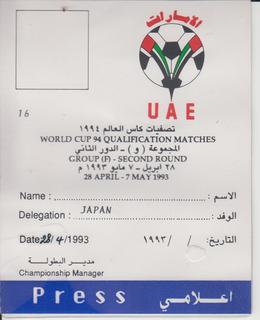 الامارات
16
UAE
تصفيات كاس العالم ١٩٩٤
WORLD CUP 94 QUALIFICATION MATCHES
المجموعة (و) - الدور الثاني
GROUP (F) - SECOND ROUND
٢٨ ابريل - ٧ مايو ١٩٩٣ م
28 APRIL - 7 MAY 1993
Name : الاسم :
Delegation : JAPAN الوفد :
Date: 28/4/1993 التاريخ : / / ١٩٩٣
مدير البطولة
Championship Manager
Press اعلامي